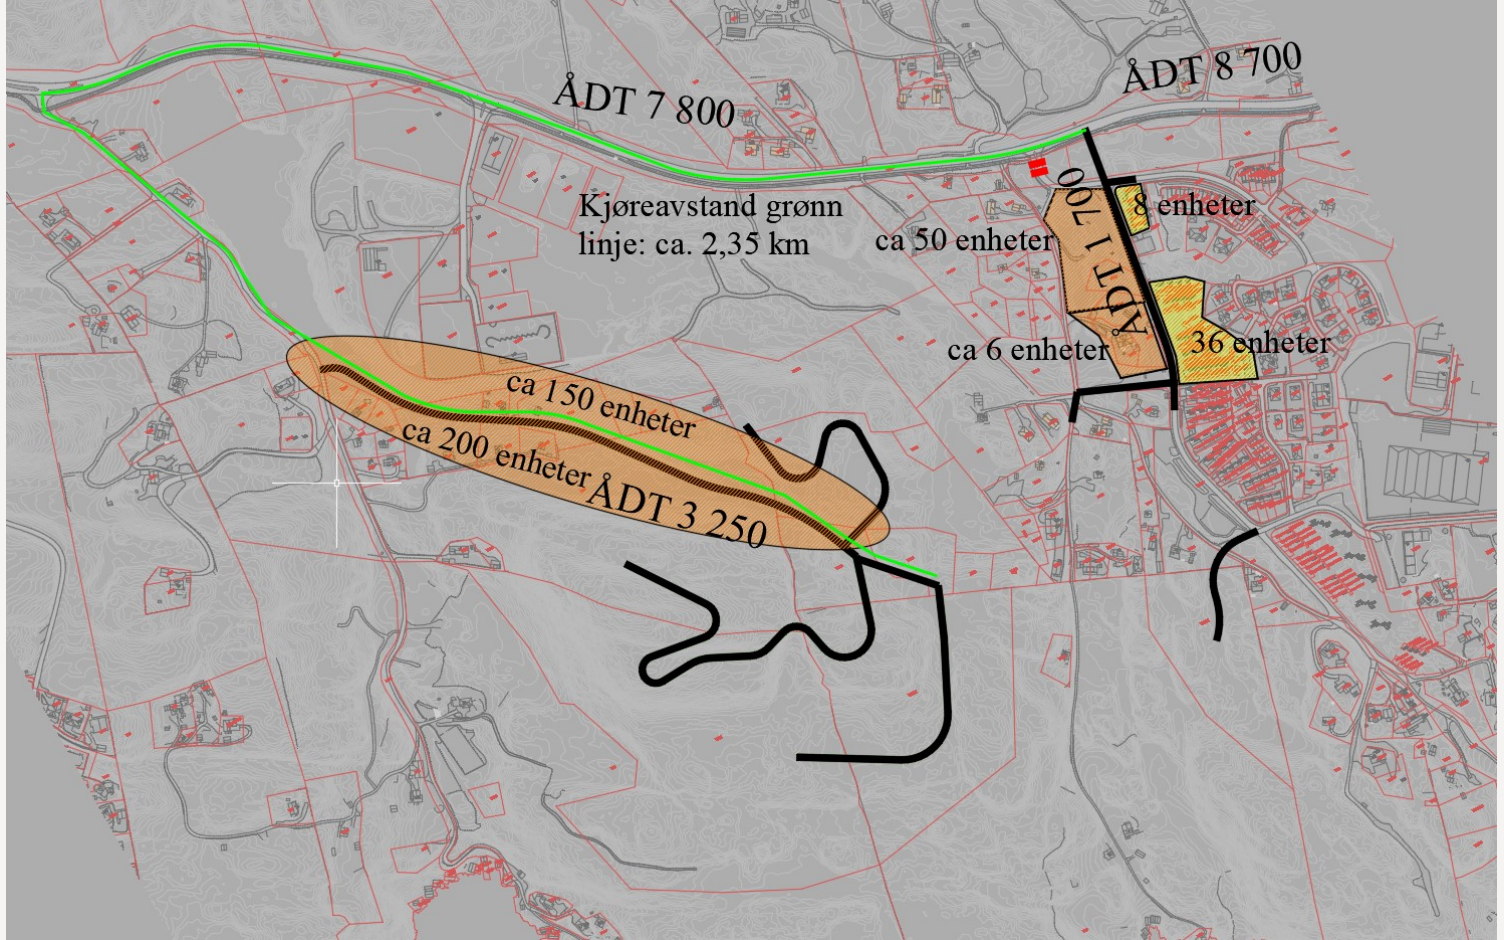 ÅDT 8 700
ÅDT 7 800
Kjøreavstand grønn
linje: ca. 2,35 km
8 enheter
ca 50 enheter
ÅDT 1 700
ca 6 enheter
36 enheter
ca 150 enheter
ca 200 enheter
ÅDT 3 250